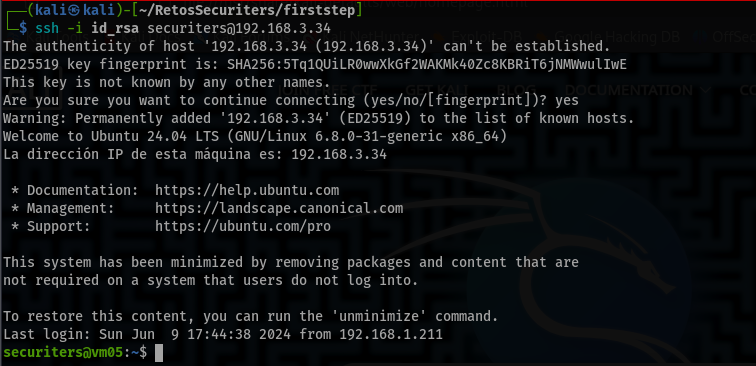 ┌──(kali㉿kali)-[~/RetosSecuriters/firststep]
└─$ ssh -i id_rsa securiters@192.168.3.34
The authenticity of host '192.168.3.34 (192.168.3.34)' can't be established.
ED25519 key fingerprint is: SHA256:5Tq1QUiLR0wwXkGf2WAKMk40Zc8KBRiT6jNMWwulIwE
This key is not known by any other names.
Are you sure you want to continue connecting (yes/no/[fingerprint])? yes
Warning: Permanently added '192.168.3.34' (ED25519) to the list of known hosts.
Welcome to Ubuntu 24.04 LTS (GNU/Linux 6.8.0-31-generic x86_64)
La dirección IP de esta máquina es: 192.168.3.34
* Documentation:  https://help.ubuntu.com
* Management:     https://landscape.canonical.com
* Support:        https://ubuntu.com/pro
This system has been minimized by removing packages and content that are
not required on a system that users do not log into.
To restore this content, you can run the 'unminimize' command.
Last login: Sun Jun  9 17:44:38 2024 from 192.168.1.211
securiters@vm05:~$